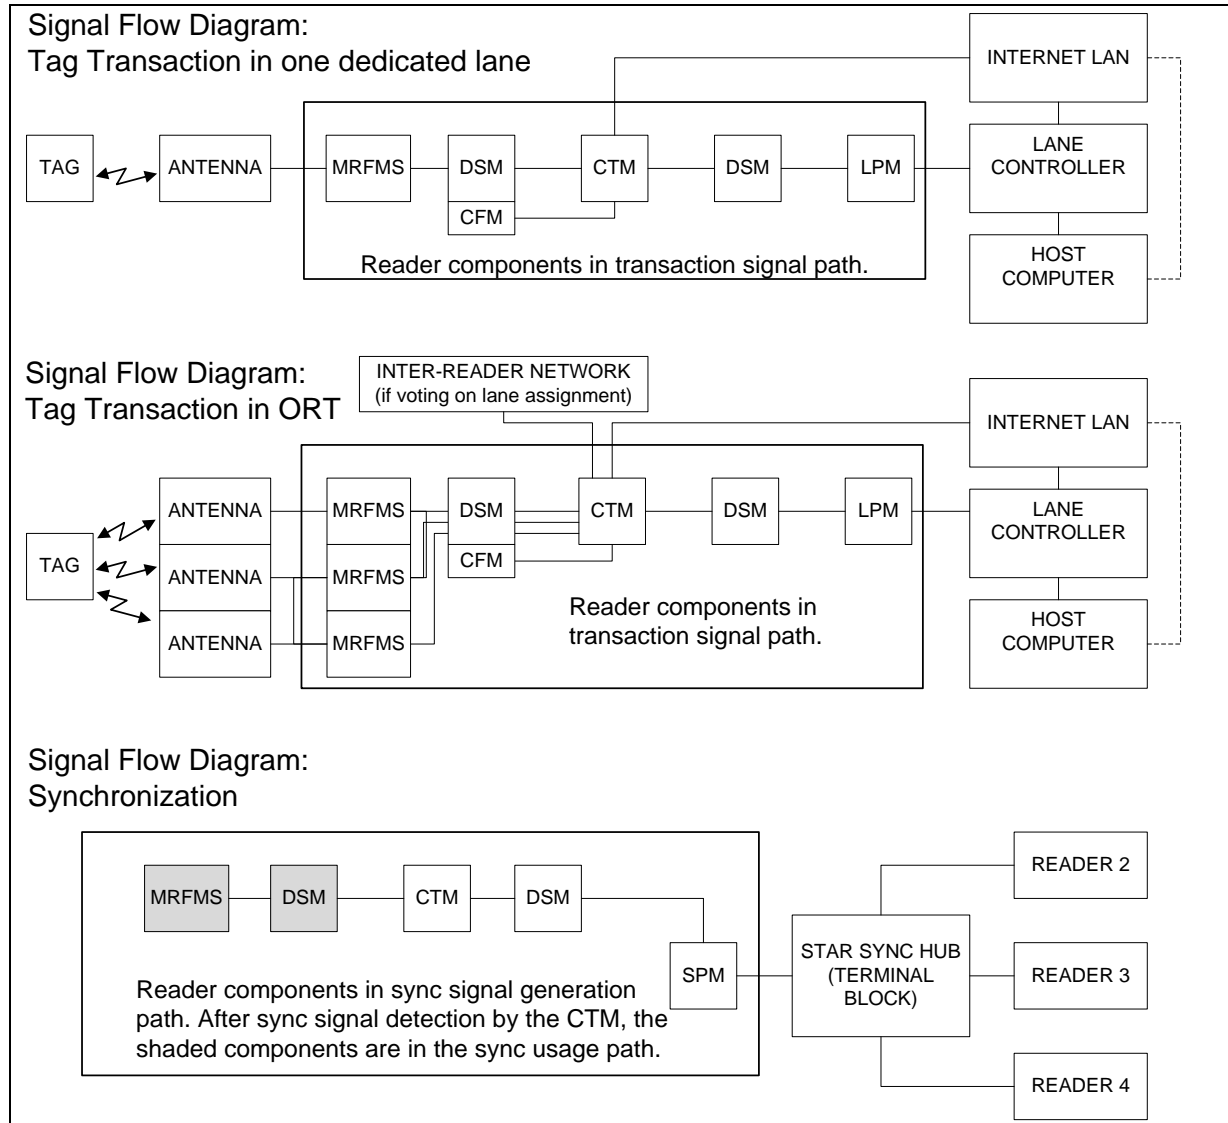 Signal Flow Diagram:
Tag Transaction in one dedicated lane
INTERNET LAN
TAG
ANTENNA
MRFMS
DSM
CTM
DSM
LPM
LANE
CONTROLLER
CFM
HOST
COMPUTER
Reader components in transaction signal path.
Signal Flow Diagram:
Tag Transaction in ORT
INTER-READER NETWORK
(if voting on lane assignment)
INTERNET LAN
ANTENNA
MRFMS
DSM
CTM
DSM
LPM
LANE
CONTROLLER
TAG
ANTENNA
MRFMS
CFM
ANTENNA
MRFMS
Reader components in
transaction signal path.
HOST
COMPUTER
Signal Flow Diagram:
Synchronization
MRFMS
DSM
CTM
DSM
SPM
Reader components in sync signal generation
path. After sync signal detection by the CTM, the
shaded components are in the sync usage path.
STAR SYNC HUB
(TERMINAL
BLOCK)
READER 2
READER 3
READER 4